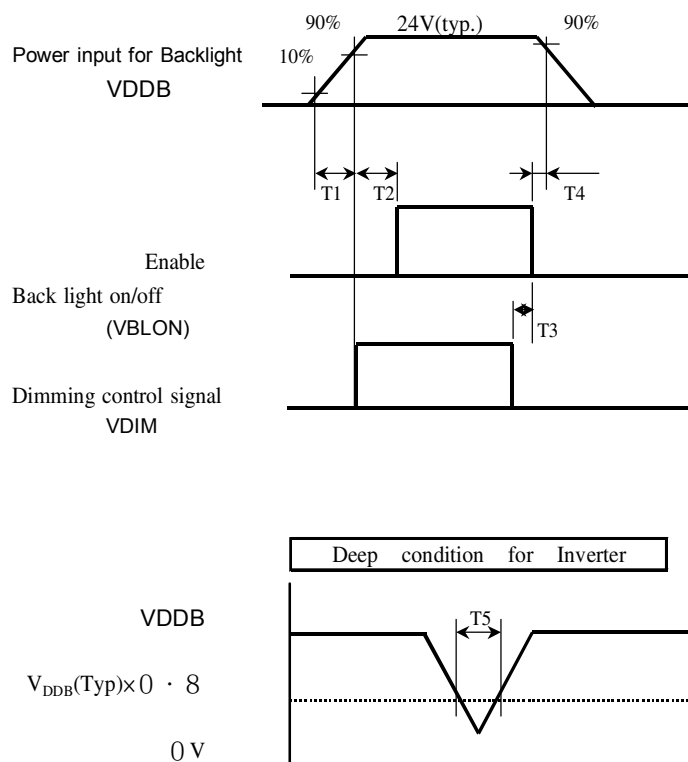 90% 24V(typ.) 90%
Power input for Backlight 10%
VDDB
T1 T2 T4
Enable
Back light on/off
(VBLON) T3
Dimming control signal
VDIM
Deep condition for Inverter
VDDB T5
VDDB(Typ)×0・8
0V